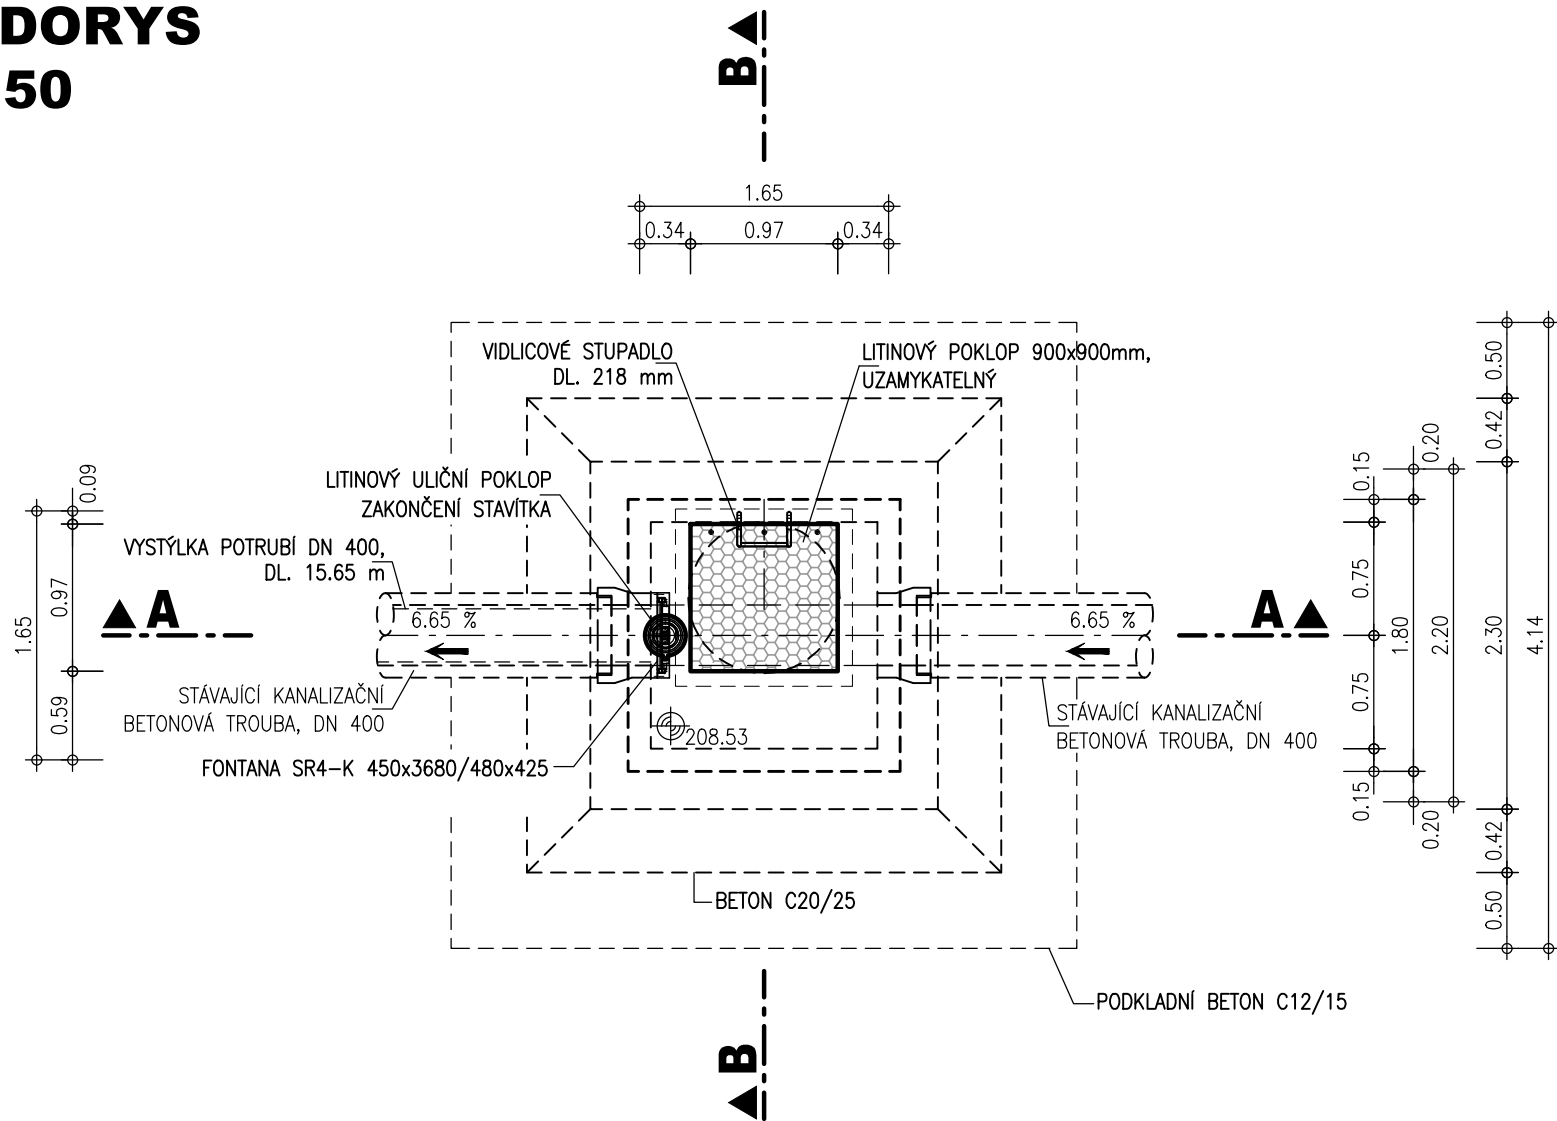 DORYS
50
B
1.65
0.34 0.97 0.34
VIDLICOVÉ STUPADLO
DL. 218 mm
LITINOVÝ POKLOP 900x900mm,
UZAMYKATELNÝ
LITINOVÝ ULIČNÍ POKLOP
ZAKONČENÍ STAVÍTKA
VYSTÝLKA POTRUBÍ DN 400,
DL. 15.65 m
0.09
0.97
0.59
1.65
A
6.65 %
6.65 %
A
STÁVAJÍCÍ KANALIZAČNÍ
BETONOVÁ TROUBA, DN 400
208.53
STÁVAJÍCÍ KANALIZAČNÍ
BETONOVÁ TROUBA, DN 400
FONTANA SR4-K 450x3680/480x425
BETON C20/25
PODKLADNÍ BETON C12/15
0.15
0.75
0.75
0.15
0.20
1.80
0.20
2.20
0.50
0.42
2.30
0.42
0.50
4.14
B